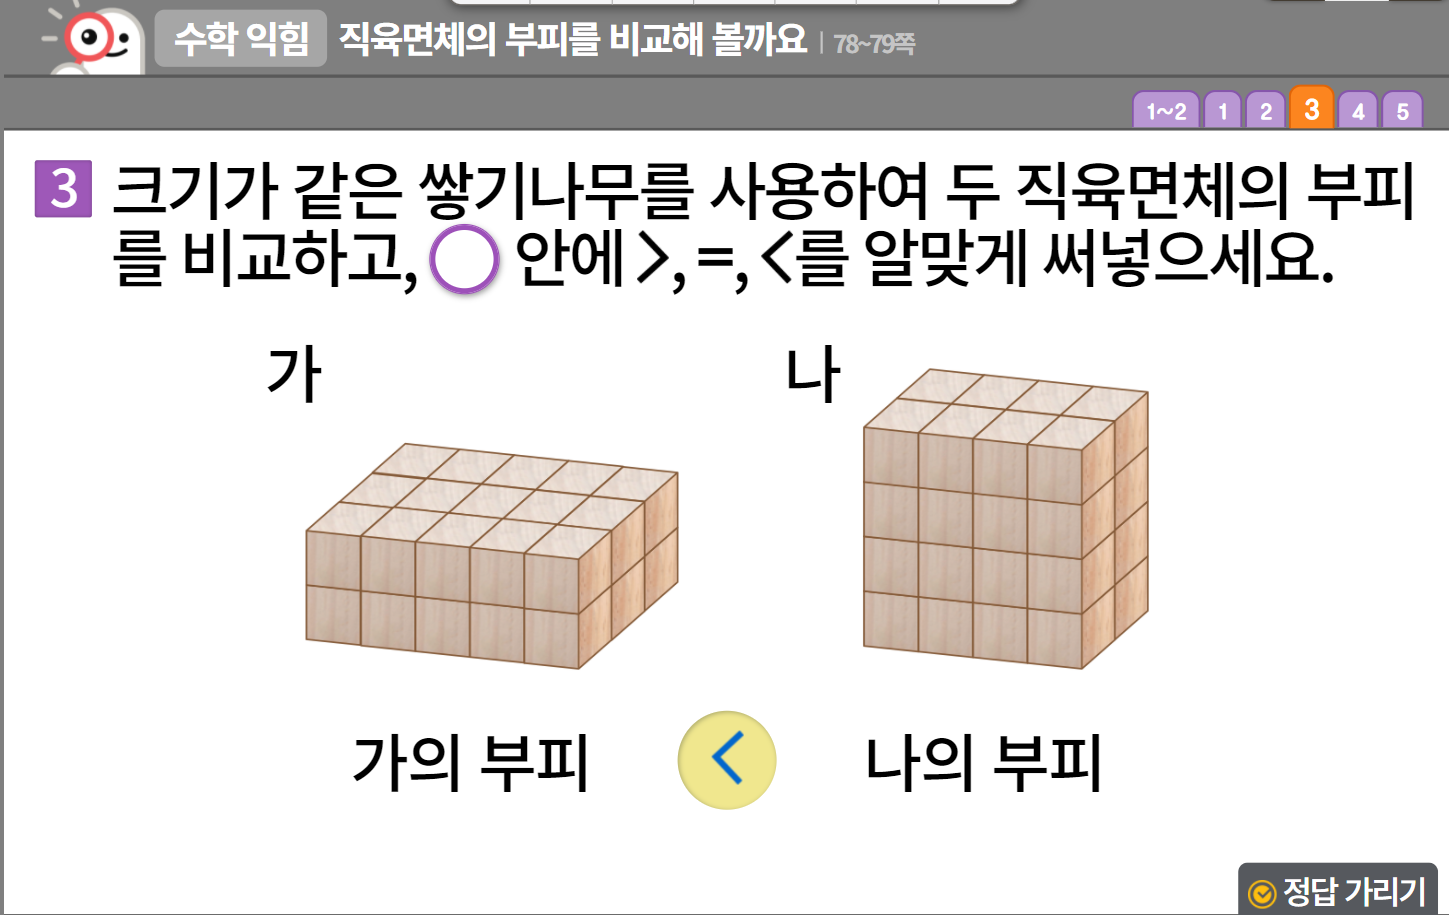 수학 익힘 직육면체의 부피를 비교해 볼까요 | 78~79쪽
1~2 1 2 3 4 5
3 크기가 같은 쌓기나무를 사용하여 두 직육면체의 부피
를 비교하고, ○ 안에 >, =, <를 알맞게 써넣으세요.
가 나
가의 부피 < 나의 부피
정답 가리기